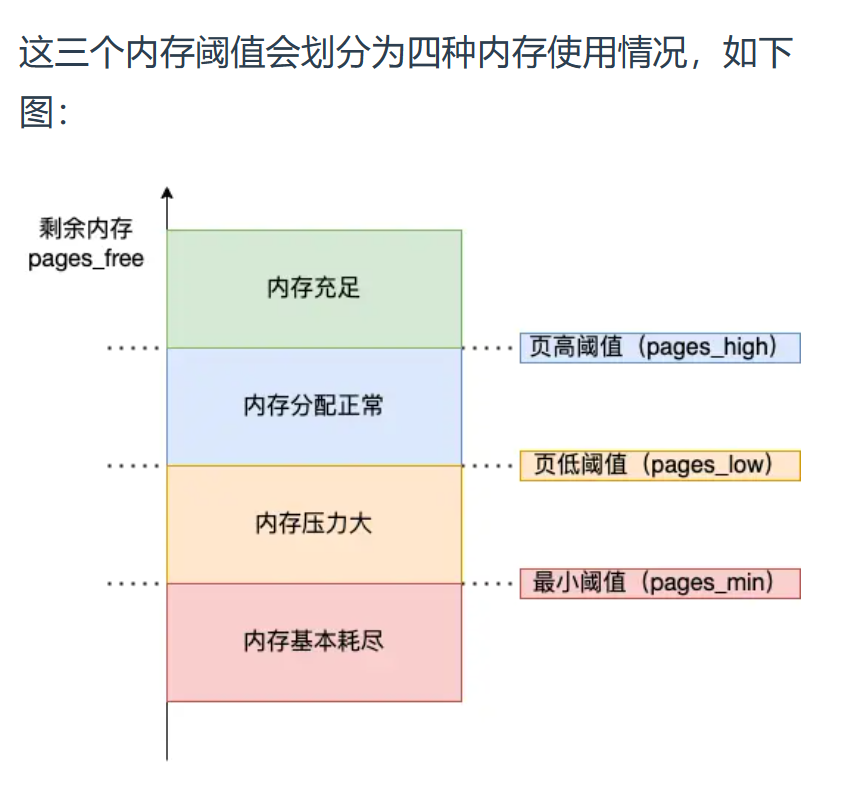 这三个内存阈值会划分为四种内存使用情况，如下
图：
剩余内存
pages_free
内存充足
页高阈值（pages_high）
内存分配正常
页低阈值（pages_low）
内存压力大
最小阈值（pages_min）
内存基本耗尽